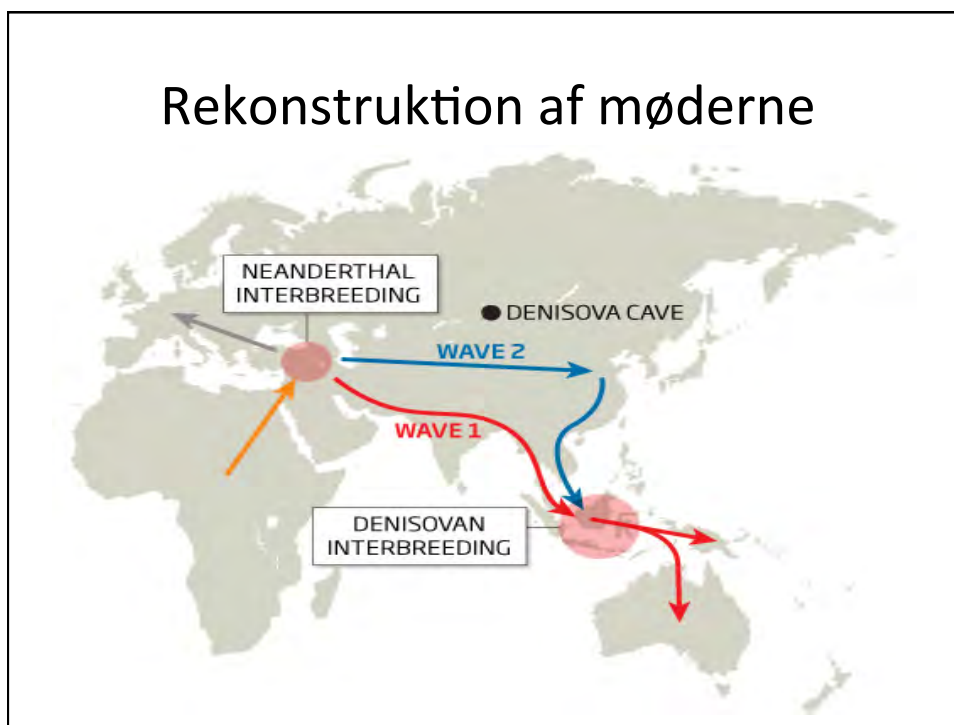 Rekonstruktion af møderne
NEANDERTHAL
INTERBREEDING
DENISOVA CAVE
WAVE 2
WAVE 1
DENISOVAN
INTERBREEDING